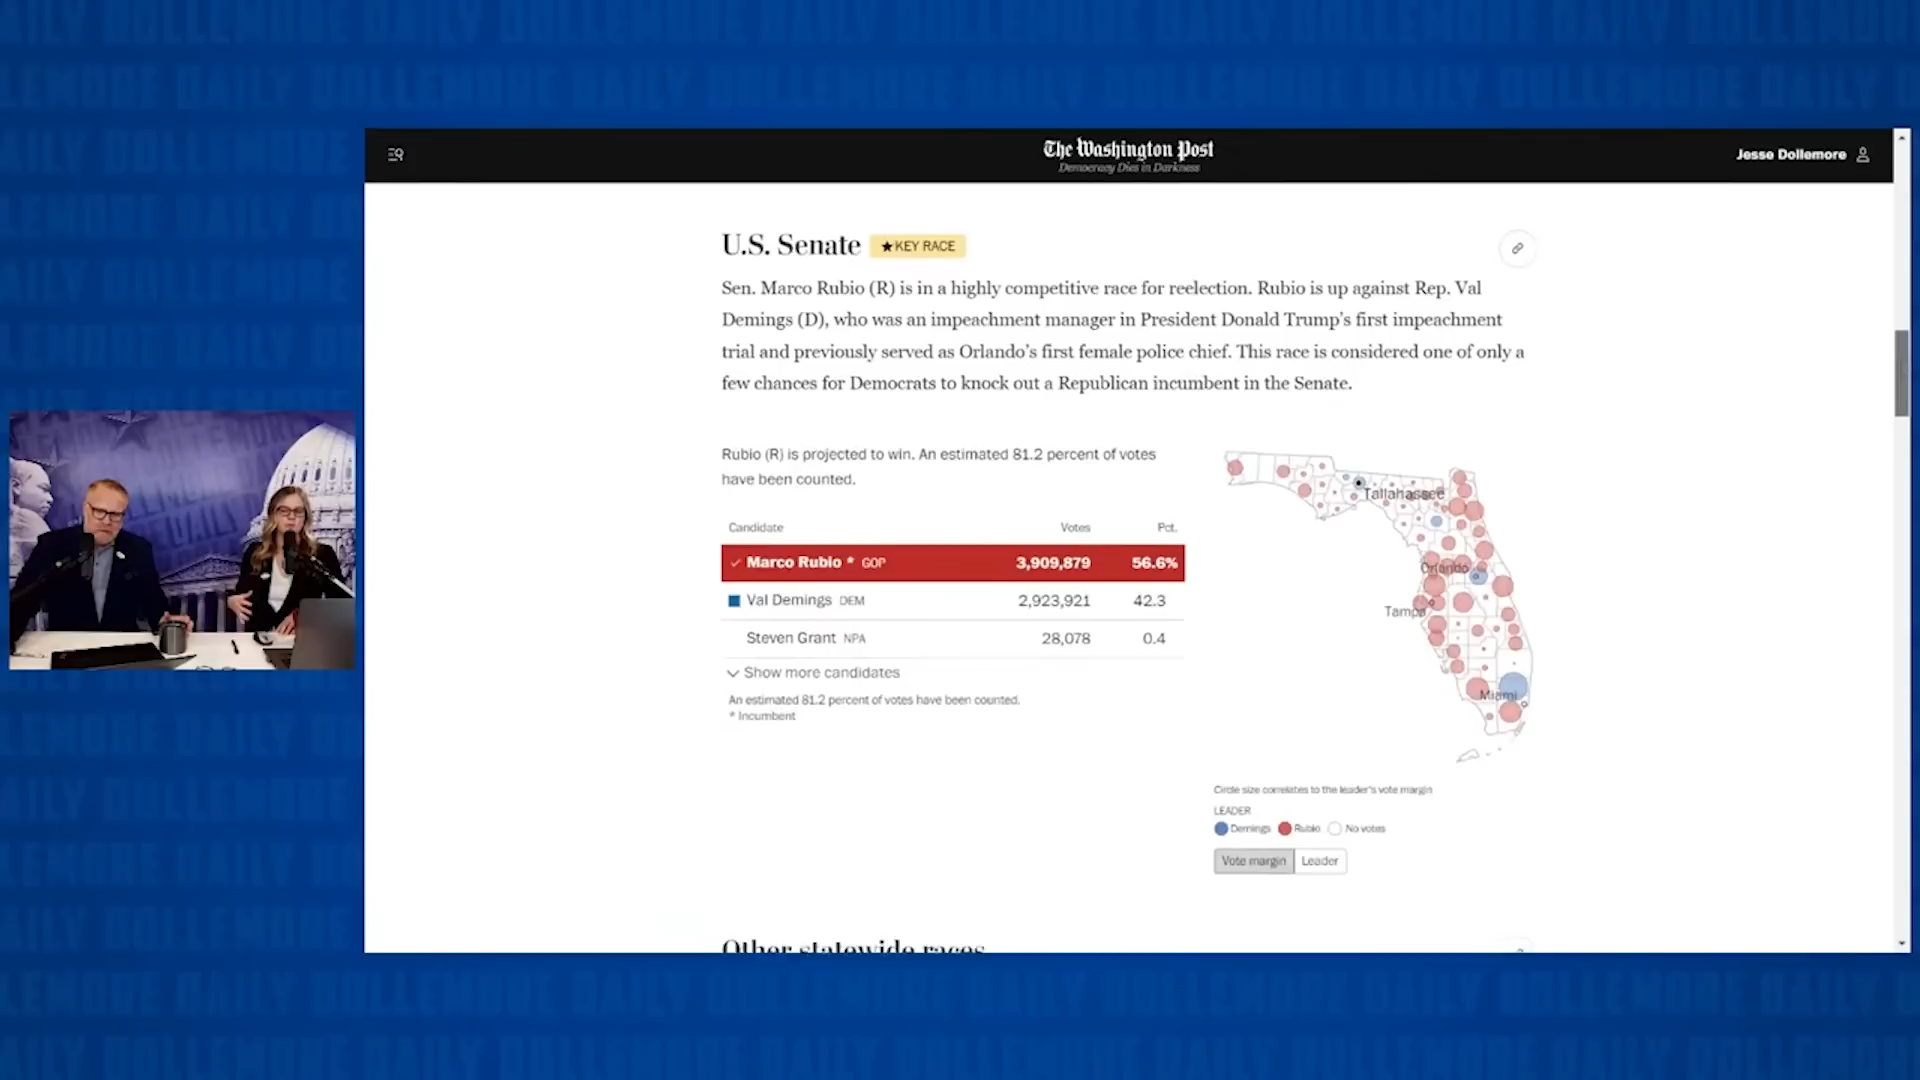 DAILY DOLLEMORE DAILY DOLLEMORE
The Washington Post
Democracy Dies in Darkness
Jesse Dollemore
U.S. Senate
★KEY RACE
Sen. Marco Rubio (R) is in a highly competitive race for reelection. Rubio is up against Rep. Val
Demings (D), who was an impeachment manager in President Donald Trump's first impeachment
trial and previously served as Orlando's first female police chief. This race is considered one of only a
few chances for Democrats to knock out a Republican incumbent in the Senate.
Rubio (R) is projected to win. An estimated 81.2 percent of votes
have been counted.
Candidate Votes Pct.
✓ Marco Rubio * GOP 3,909,879 56.6%
Val Demings DEM 2,923,921 42.3
Steven Grant NPA 28,078 0.4
Show more candidates
An estimated 81.2 percent of votes have been counted.
* Incumbent
Tallahassee
Orlando
Tampa
Miami
Circle size correlates to the leader's vote margin
LEADER
Demings Rubio No votes
Vote margin Leader
Other statewide races